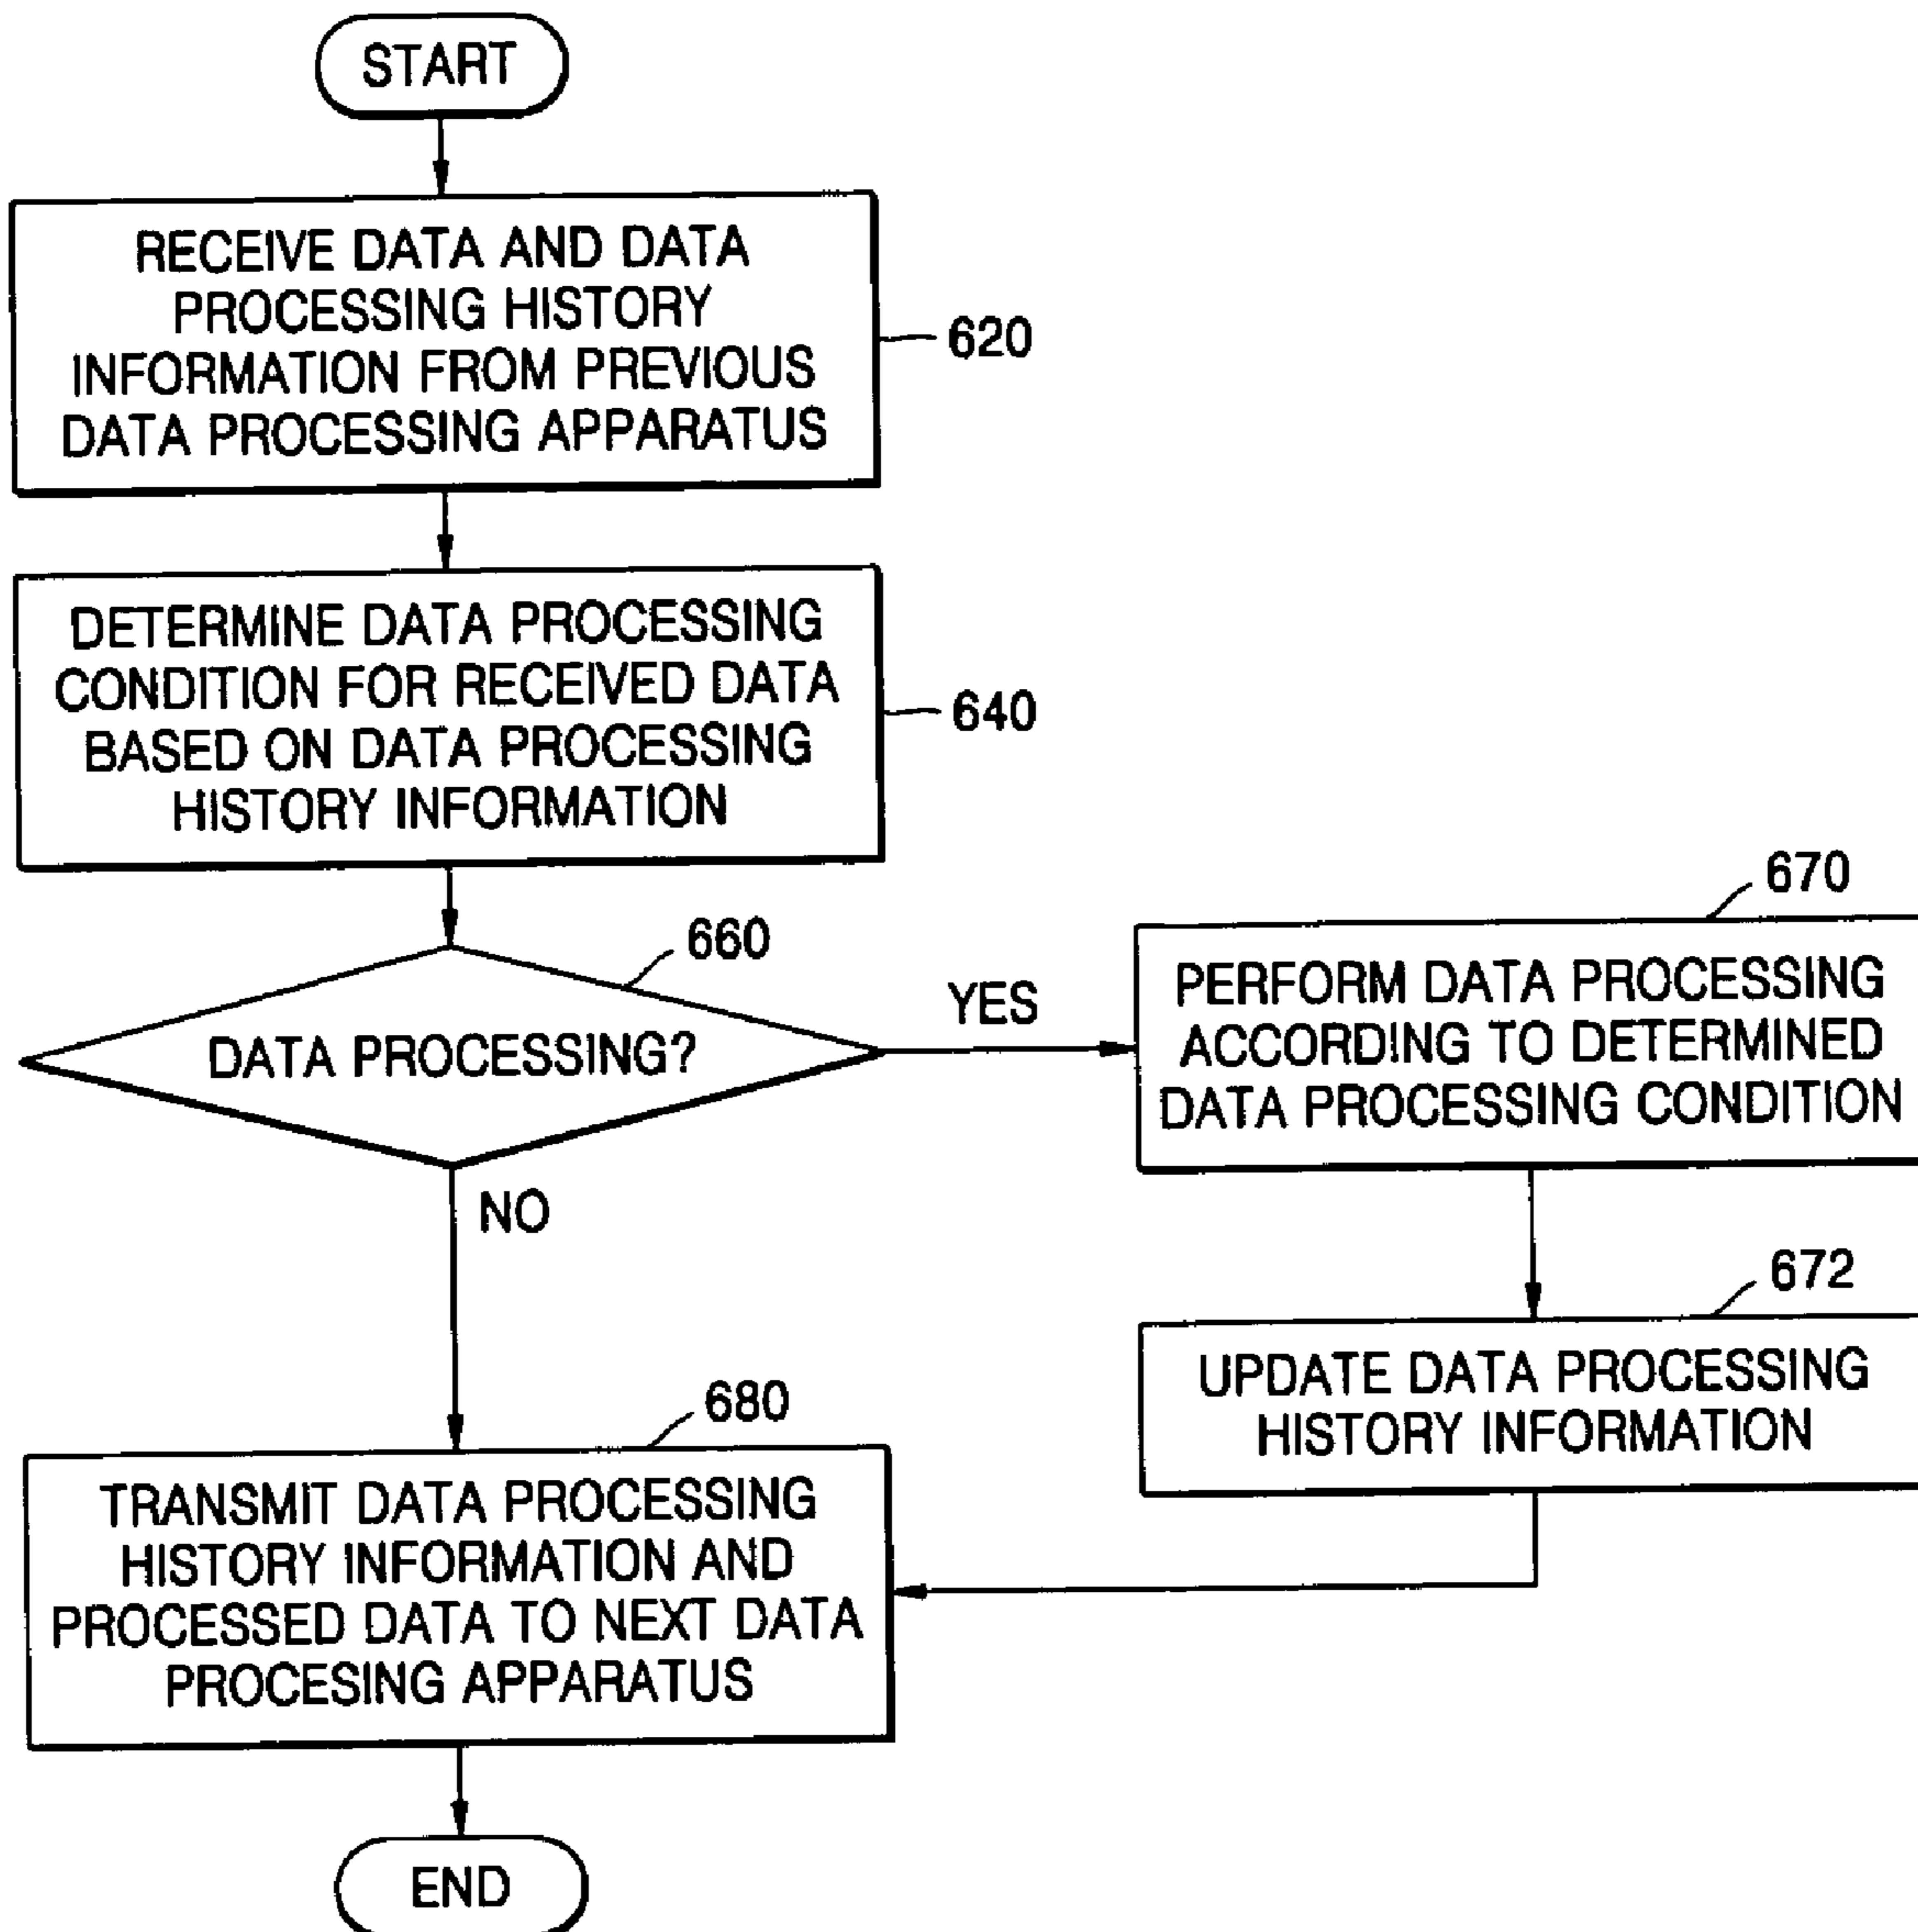 START
RECEIVE DATA AND DATA
PROCESSING HISTORY
INFORMATION FROM PREVIOUS
DATA PROCESSING APPARATUS
620
DETERMINE DATA PROCESSING
CONDITION FOR RECEIVED DATA
BASED ON DATA PROCESSING
HISTORY INFORMATION
640
DATA PROCESSING?
660
YES
NO
670
PERFORM DATA PROCESSING
ACCORDING TO DETERMINED
DATA PROCESSING CONDITION
672
UPDATE DATA PROCESSING
HISTORY INFORMATION
680
TRANSMIT DATA PROCESSING
HISTORY INFORMATION AND
PROCESSED DATA TO NEXT DATA
PROCESING APPARATUS
END